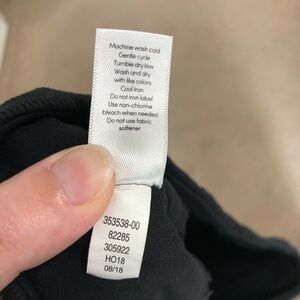 Machine wash cold
Gentle cycle
Tumble dry low
Wash and dry
with like colors
Cool iron
Do not iron label
Use non-chlorine
bleach when needed
Do not use fabric
softener
353538-00
82285
305922
HO18
08/18